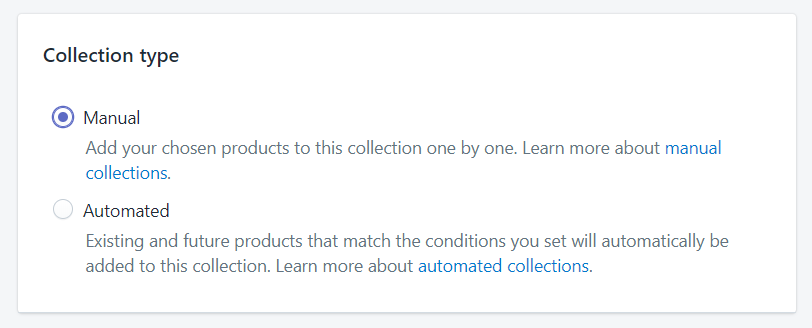 Collection type
Manual
Add your chosen products to this collection one by one. Learn more about manual
collections.
Automated
Existing and future products that match the conditions you set will automatically be
added to this collection. Learn more about automated collections.